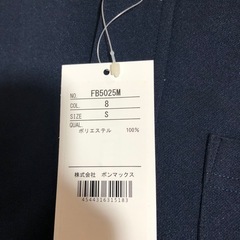 NO. FB5025M
COL. 8
SIZE S
QUAL.
ポリエステル 100%
株式会社 ボンマックス
4544316315183